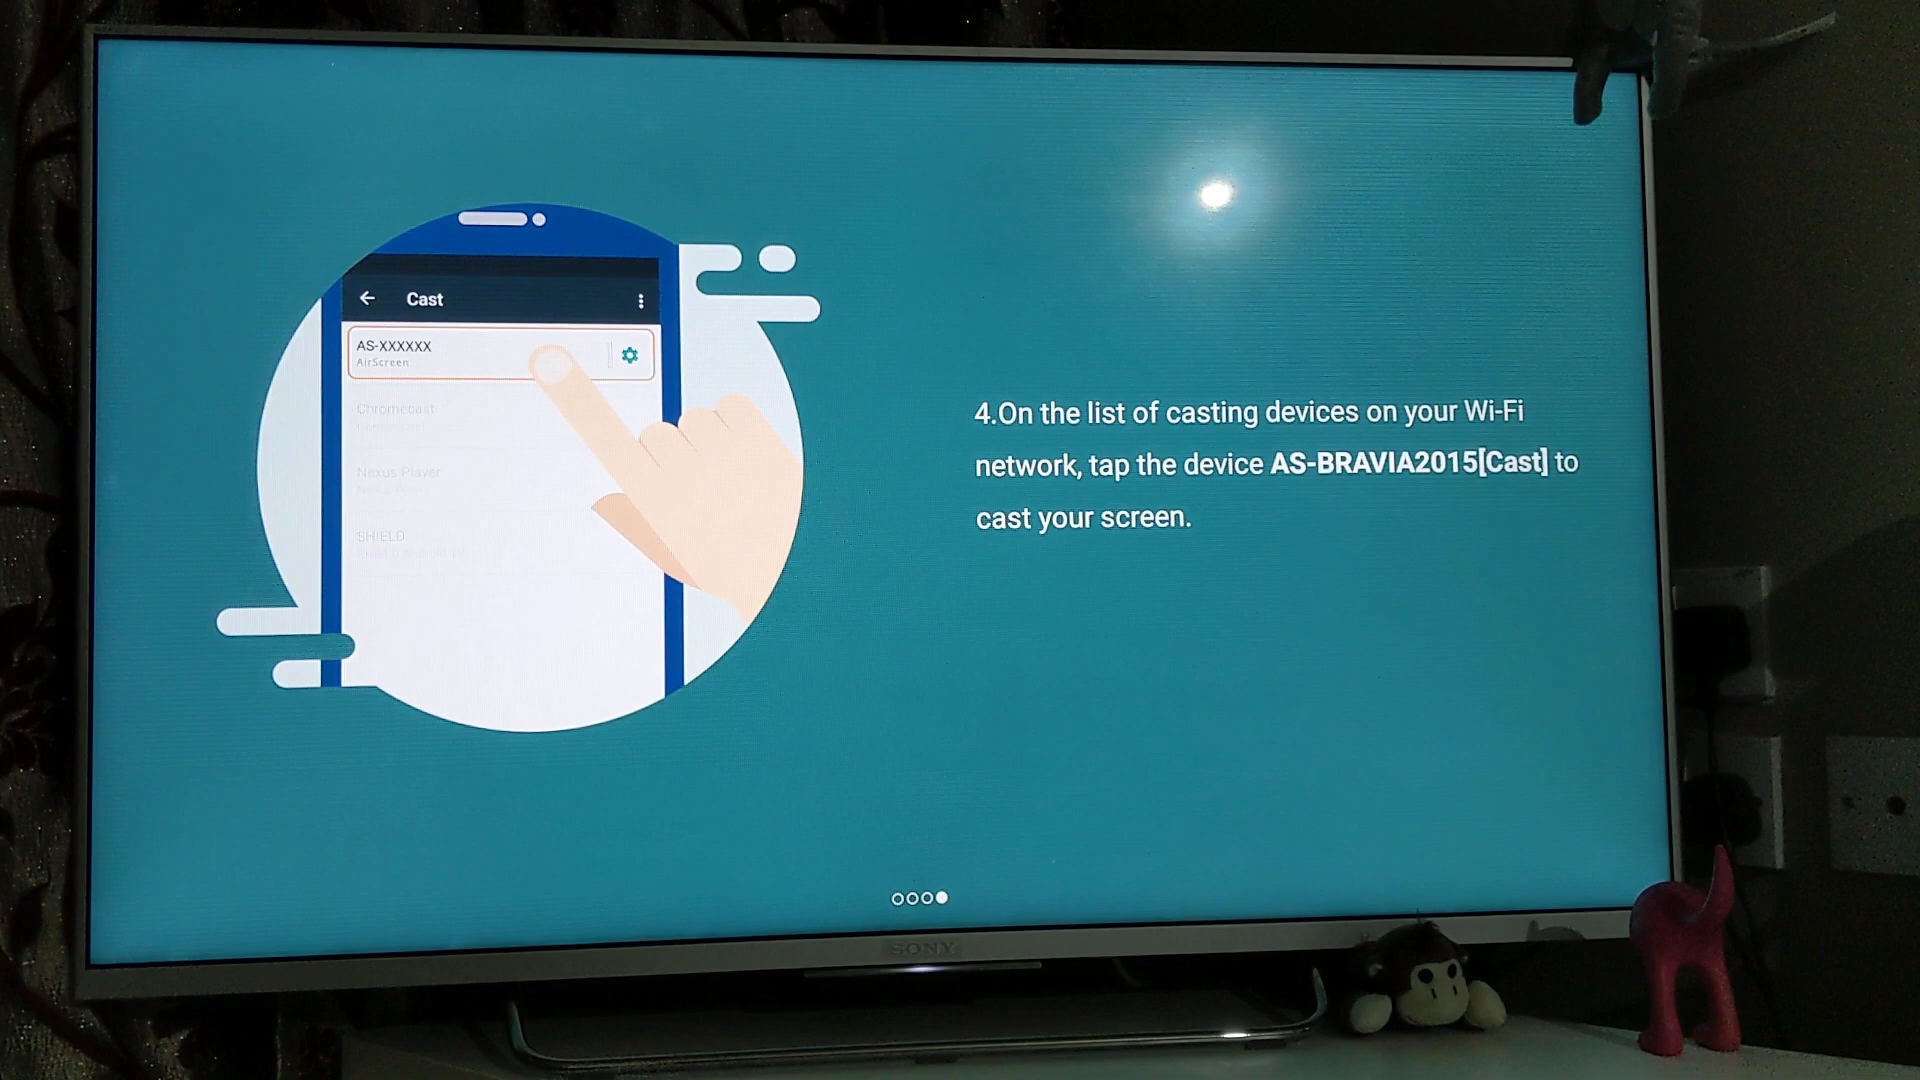 Cast
AS-XXXXXX
AirScreen
Chromecast
Nexus Player
SHIELD
4.On the list of casting devices on your Wi-Fi
network, tap the device AS-BRAVIA2015[Cast] to
cast your screen.
SONY